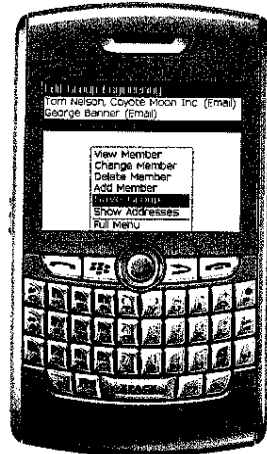 Edit Group Engineering
Tom Nelson, Coyote Moon Inc (Email)
George Banner (Email)
View Member
Change Member
Delete Member
Add Member
Save Group
Show Addresses
Full Menu